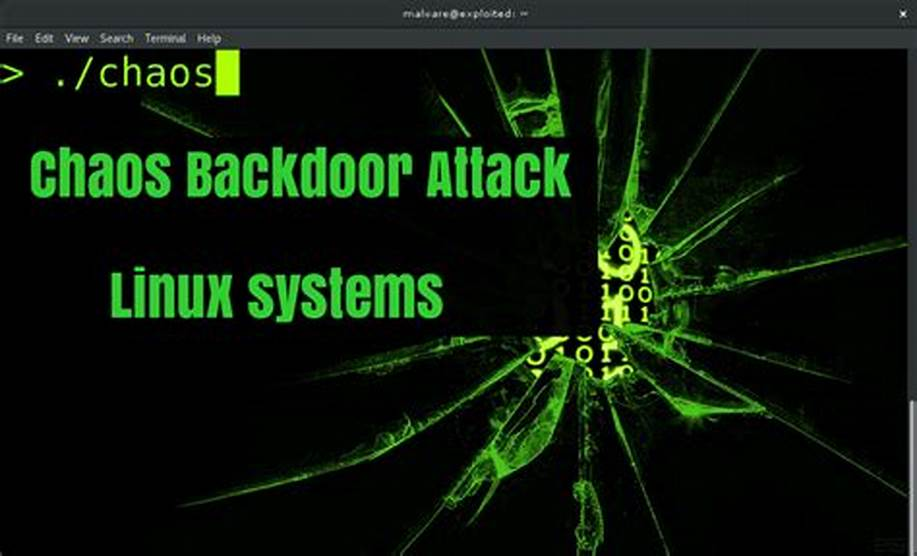 malware@exploited: ~
×
File Edit View Search Terminal Help
> ./chaos
Chaos Backdoor Attack
Linux systems